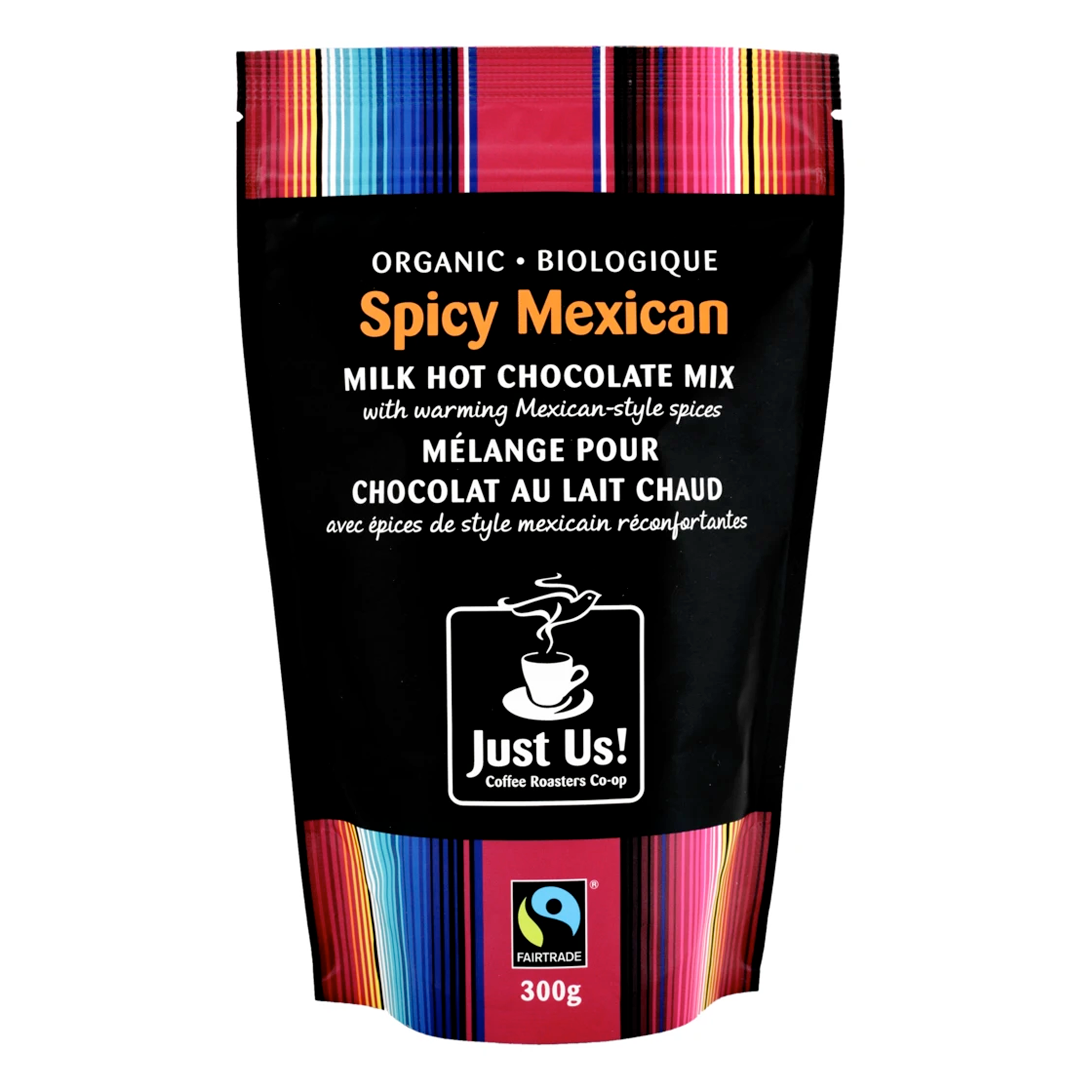 ORGANIC • BIOLOGIQUE
Spicy Mexican
MILK HOT CHOCOLATE MIX
with warming Mexican-style spices
MÉLANGE POUR
CHOCOLAT AU LAIT CHAUD
avec épices de style mexicain réconfortantes
Just Us!
Coffee Roasters Co-op
®
FAIRTRADE
300g